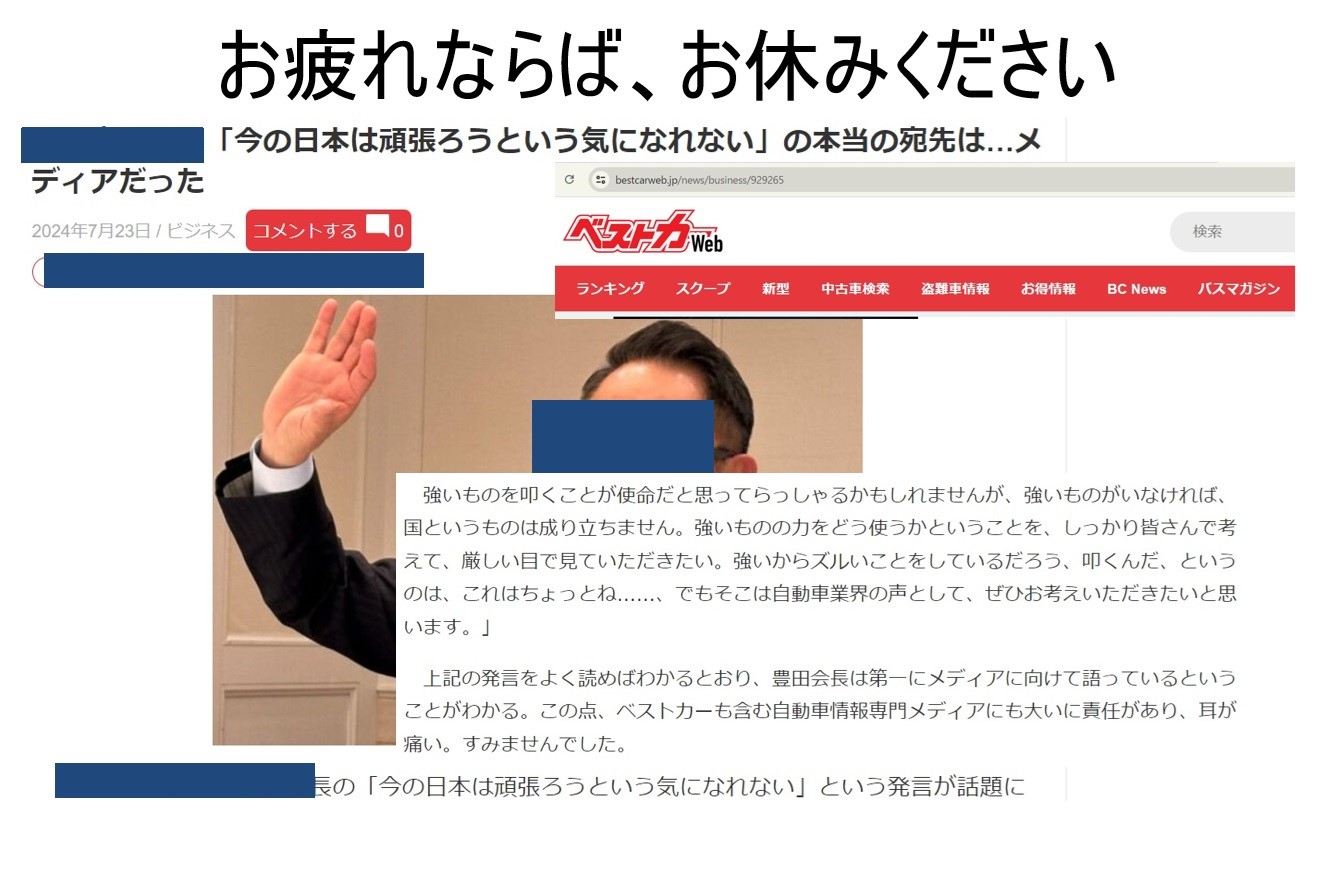 お疲れならば、お休みください
「今の日本は頑張ろうという気になれない」の本当の宛先は…メ
ディアだった
2024年7月23日 / ビジネス コメントする 0
bestcarweb.jp/news/business/929265
ベストカーWeb
検索
ランキング スクープ 新型 中古車検索 盗難車情報 お得情報 BC News バスマガジン
強いものを叩くことが使命だと思ってらっしゃるかもしれませんが、強いものがいなければ、
国というものは成り立ちません。強いものの力をどう使うかということを、しっかり皆さんで考
えて、厳しい目で見ていただきたい。強いからズルいことをしているだろう、叩くんだ、という
のは、これはちょっとね……、でもそこは自動車業界の声として、ぜひお考えいただきたいと思
います。」
上記の発言をよく読めばわかるとおり、豊田会長は第一にメディアに向けて語っているという
ことがわかる。この点、ベストカーも含む自動車情報専門メディアにも大いに責任があり、耳が
痛い。すみませんでした。
長の「今の日本は頑張ろうという気になれない」という発言が話題に